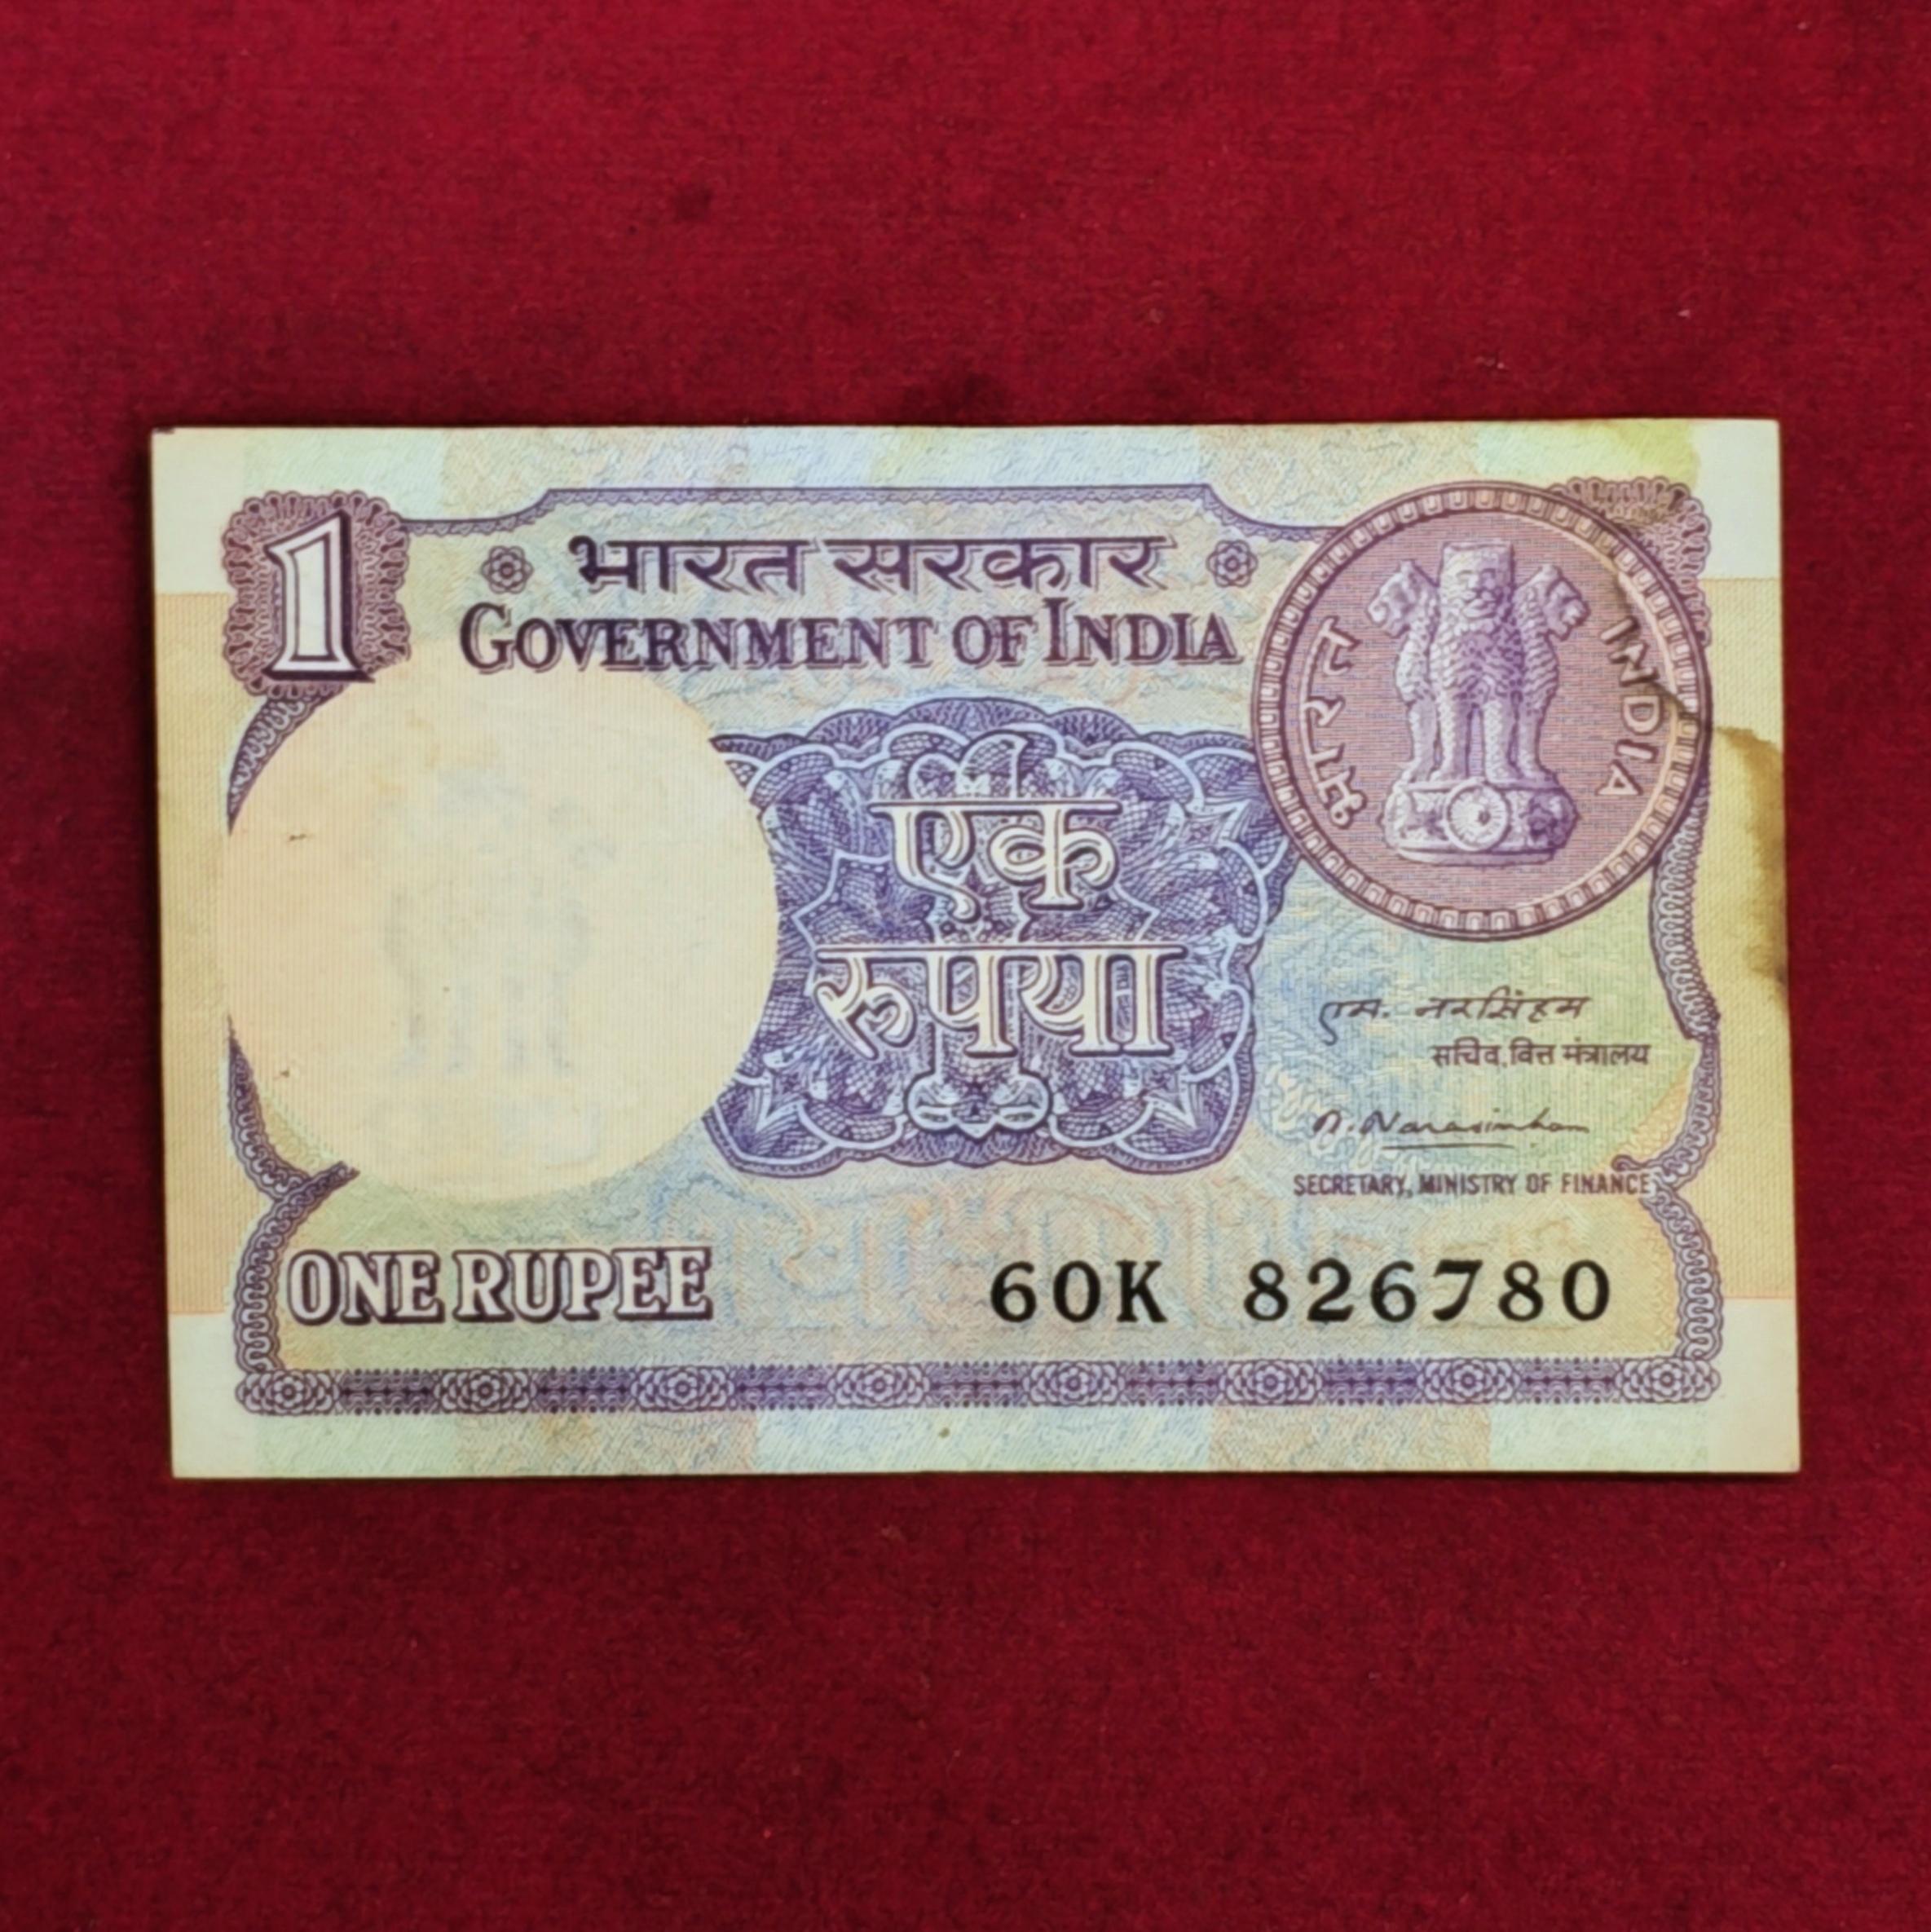 1
भारत सरकार
GOVERNMENT OF INDIA
भारत INDIA
एक
रुपया
एम. नरसिंहम
सचिव, वित्त मंत्रालय
M. Narasimham
SECRETARY, MINISTRY OF FINANCE
ONE RUPEE
60K 826780